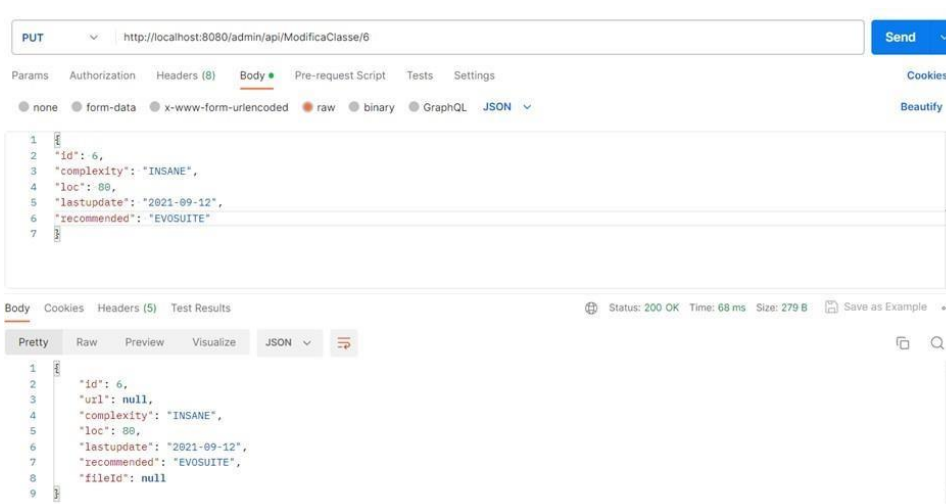 PUT http://localhost:8080/admin/api/ModificaClasse/6 Send
Params Authorization Headers (8) Body Pre-request Script Tests Settings Cookies
none form-data x-www-form-urlencoded raw binary GraphQL JSON Beautify
1 {
2 "id": 6,
3 "complexity": "INSANE",
4 "loc": 80,
5 "lastupdate": "2021-09-12",
6 "recommended": "EVOSUITE"
7 }
Body Cookies Headers (5) Test Results Status: 200 OK Time: 68 ms Size: 279 B Save as Example
Pretty Raw Preview Visualize JSON
1 {
2 "id": 6,
3 "url": null,
4 "complexity": "INSANE",
5 "loc": 80,
6 "lastupdate": "2021-09-12",
7 "recommended": "EVOSUITE",
8 "fileId": null
9 }